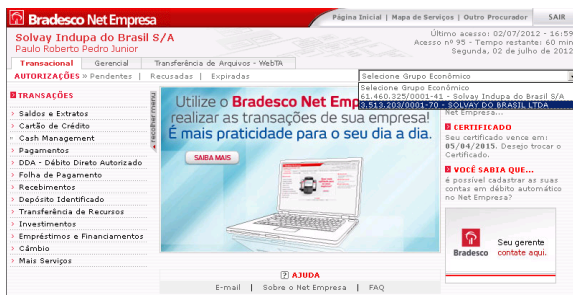 Bradesco Net Empresa
Página Inicial | Mapa de Serviços | Outro Procurador SAIR
Solvay Indupa do Brasil S/A
Paulo Roberto Pedro Junior
Último acesso: 02/07/2012 - 16:59
Acesso nº 95 - Tempo restante: 60 min
Segunda, 02 de julho de 2012
Transacional Gerencial Transferência de Arquivos - WebTA
AUTORIZAÇÕES » Pendentes | Recusadas | Expiradas
Selecione Grupo Econômico
Selecione Grupo Econômico
61.460.325/0001-41 - Solvay Indupa do Brasil S/A
3.513.203/0001-70 - SOLVAY DO BRASIL LTDA
TRANSAÇÕES
Saldos e Extratos
Cartão de Crédito
Cash Management
Pagamentos
DDA - Débito Direto Autorizado
Folha de Pagamento
Recebimentos
Depósito Identificado
Transferência de Recursos
Investimentos
Empréstimos e Financiamentos
Câmbio
Mais Serviços
recolher menu
Utilize o Bradesco Net Emp
realizar as transações de sua empresa!
É mais praticidade para o seu dia a dia.
SAIBA MAIS
Net Empresa...
CERTIFICADO
Seu certificado vence em:
05/04/2015. Desejo trocar o
Certificado.
VOCÊ SABIA QUE...
é possível cadastrar as suas
contas em débito automático
no Net Empresa?
Bradesco
Seu gerente
contate aqui.
AJUDA
E-mail | Sobre o Net Empresa | FAQ